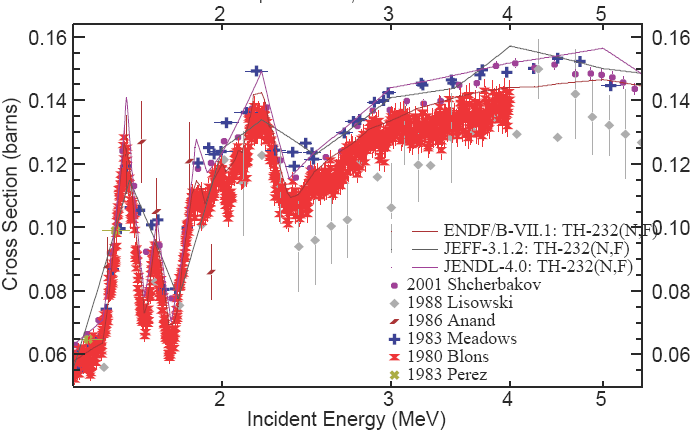 2 3 4 5
0.16 0.16
0.14 0.14
0.12 0.12
0.10 0.10
0.08 0.08
0.06 0.06
Cross Section (barns)
ENDF/B-VII.1: TH-232(N,F)
JEFF-3.1.2: TH-232(N,F)
JENDL-4.0: TH-232(N,F)
2001 Shcherbakov
1988 Lisowski
1986 Anand
1983 Meadows
1980 Blons
1983 Perez
2 3 4 5
Incident Energy (MeV)